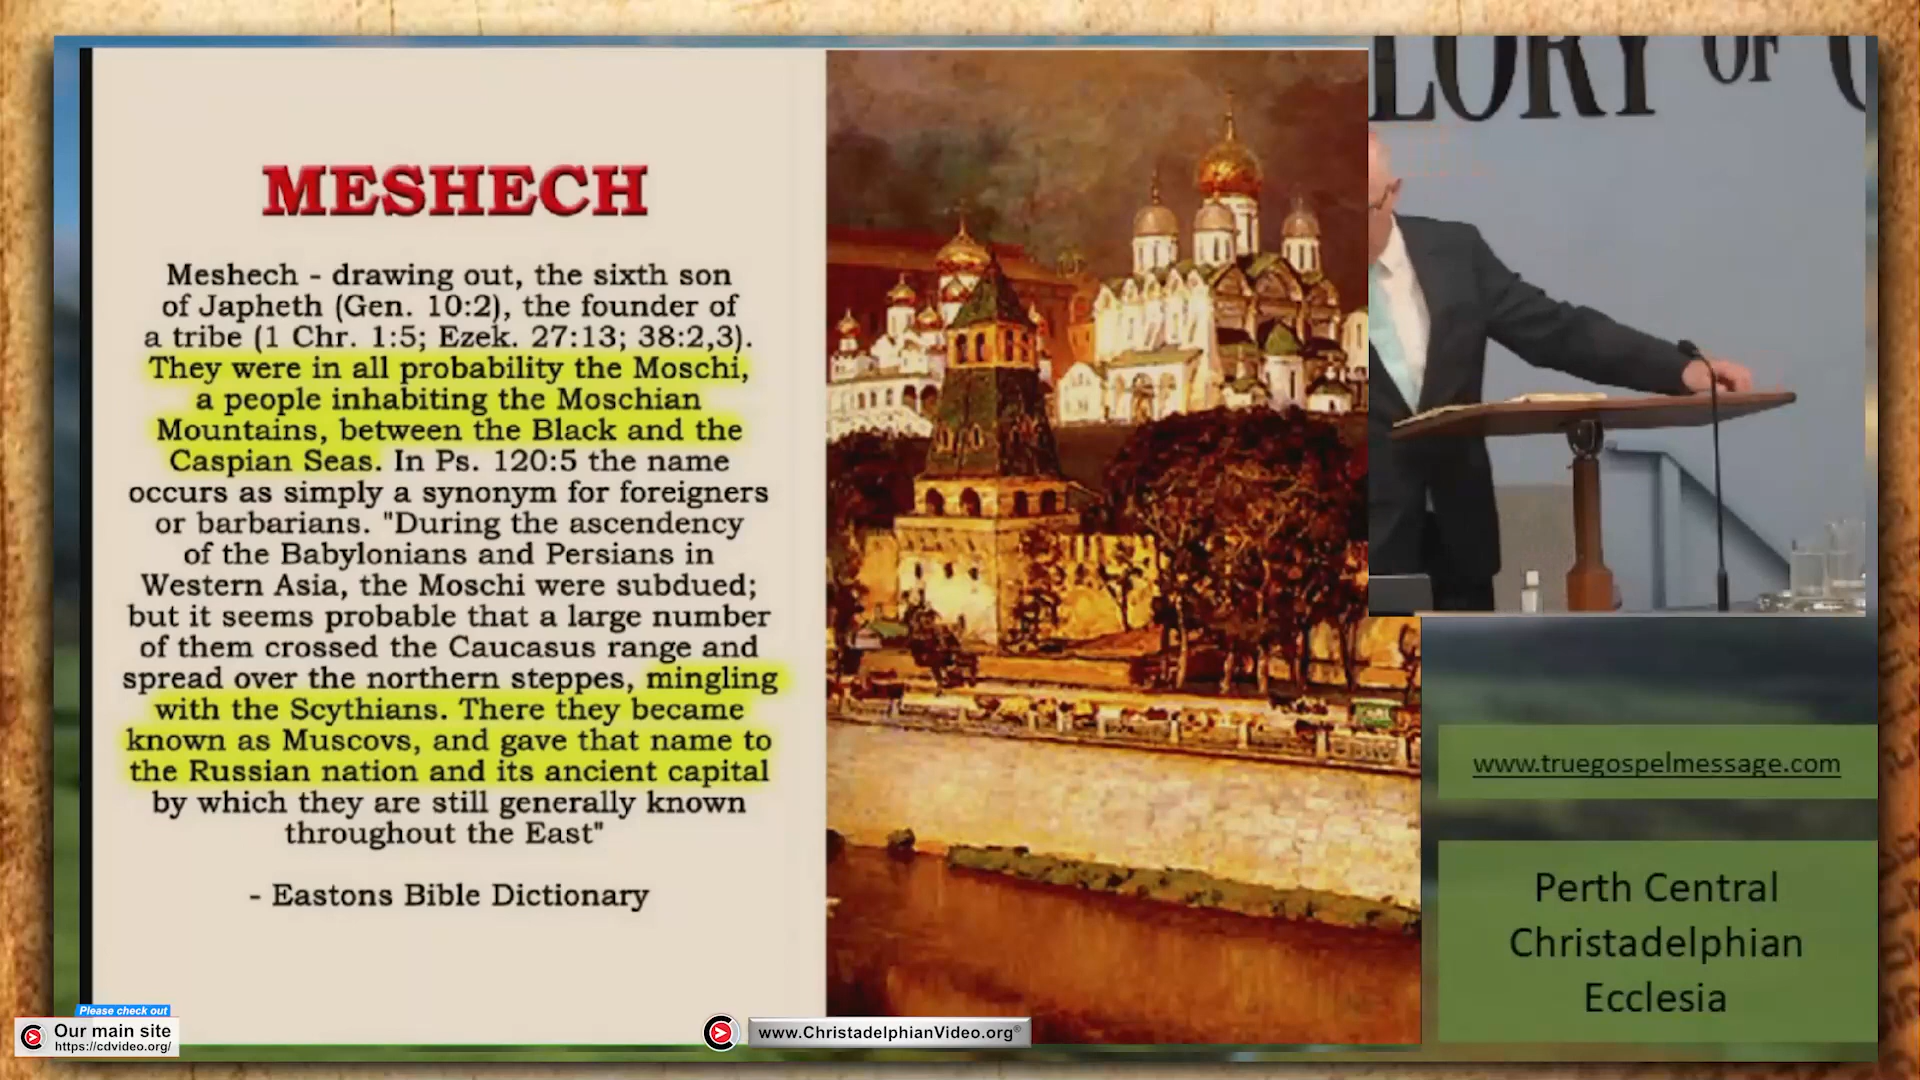 MESHECH
Meshech - drawing out, the sixth son
of Japheth (Gen. 10:2), the founder of
a tribe (1 Chr. 1:5; Ezek. 27:13; 38:2,3).
They were in all probability the Moschi,
a people inhabiting the Moschian
Mountains, between the Black and the
Caspian Seas. In Ps. 120:5 the name
occurs as simply a synonym for foreigners
or barbarians. "During the ascendency
of the Babylonians and Persians in
Western Asia, the Moschi were subdued;
but it seems probable that a large number
of them crossed the Caucasus range and
spread over the northern steppes, mingling
with the Scythians. There they became
known as Muscovs, and gave that name to
the Russian nation and its ancient capital
by which they are still generally known
throughout the East"
- Eastons Bible Dictionary
LORY OF
www.truegospelmessage.com
Perth Central
Christadelphian
Ecclesia
Please check out
Our main site
https://cdvideo.org/
www.ChristadelphianVideo.org®